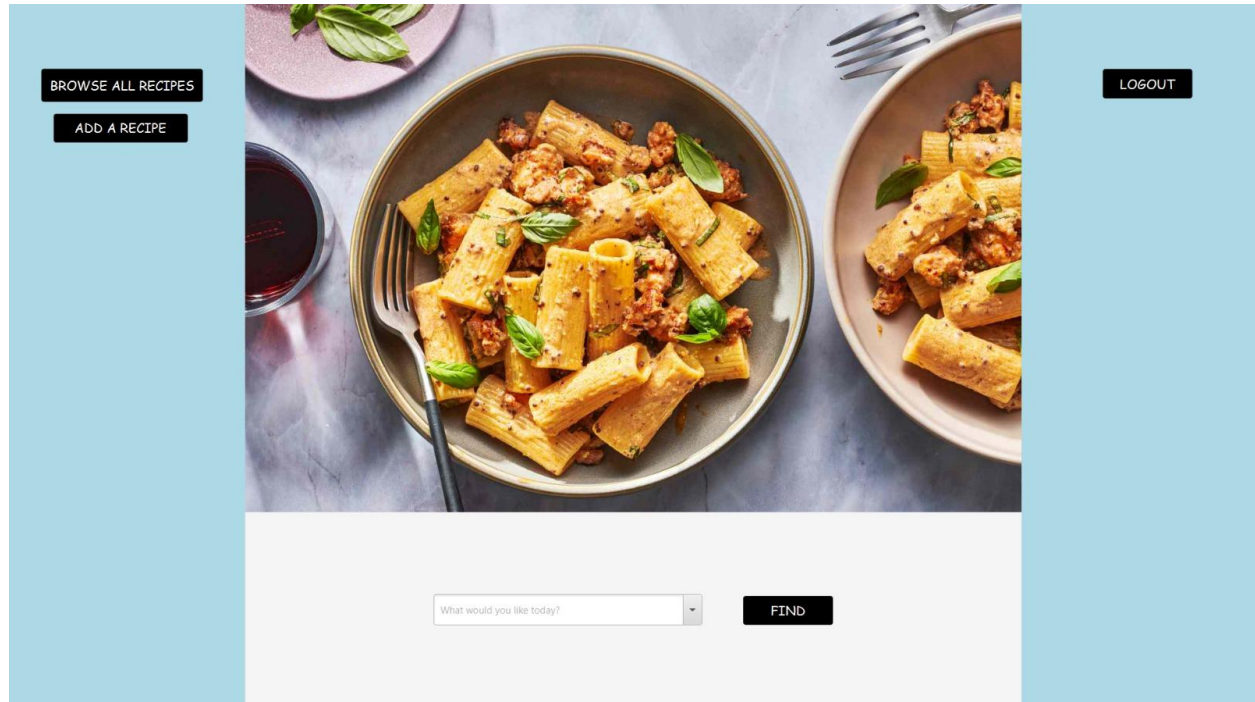 BROWSE ALL RECIPES
ADD A RECIPE
LOGOUT
What would you like today?
FIND